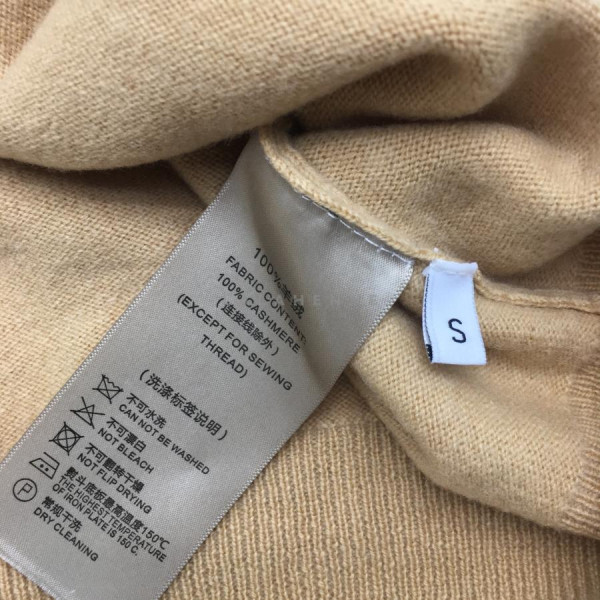 100%
FABRIC CONTENT:
100% CASHMERE
(连接线除外)
(EXCEPT FOR SEWING
THREAD)
(洗涤标签说明)
不可水洗
CAN NOT BE WASHED
不可漂白
NOT BLEACH
不可翻转干燥
NOT FLIP DRYING
熨斗底板最高温度150℃
THE HIGHEST TEMPERATURE
OF IRON PLATE IS 150 C.
常规干洗
DRY CLEANING
P
S